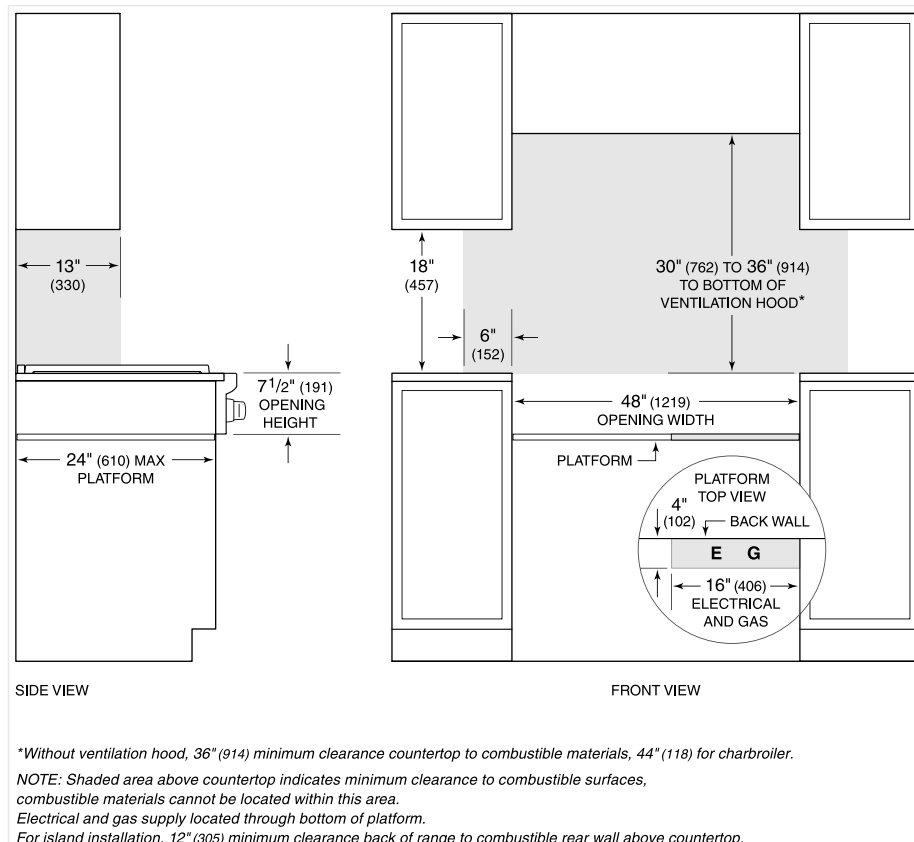 13"
(330)
18"
(457)
30" (762) TO 36" (914)
TO BOTTOM OF
VENTILATION HOOD*
6"
(152)
7 1/2" (191)
OPENING
HEIGHT
48" (1219)
OPENING WIDTH
24" (610) MAX
PLATFORM
PLATFORM
PLATFORM
TOP VIEW
4"
(102)
BACK WALL
E G
16" (406)
ELECTRICAL
AND GAS
SIDE VIEW
FRONT VIEW
*Without ventilation hood, 36" (914) minimum clearance countertop to combustible materials, 44" (118) for charbroiler.
NOTE: Shaded area above countertop indicates minimum clearance to combustible surfaces,
combustible materials cannot be located within this area.
Electrical and gas supply located through bottom of platform.
For island installation, 12" (305) minimum clearance back of range to combustible rear wall above countertop.